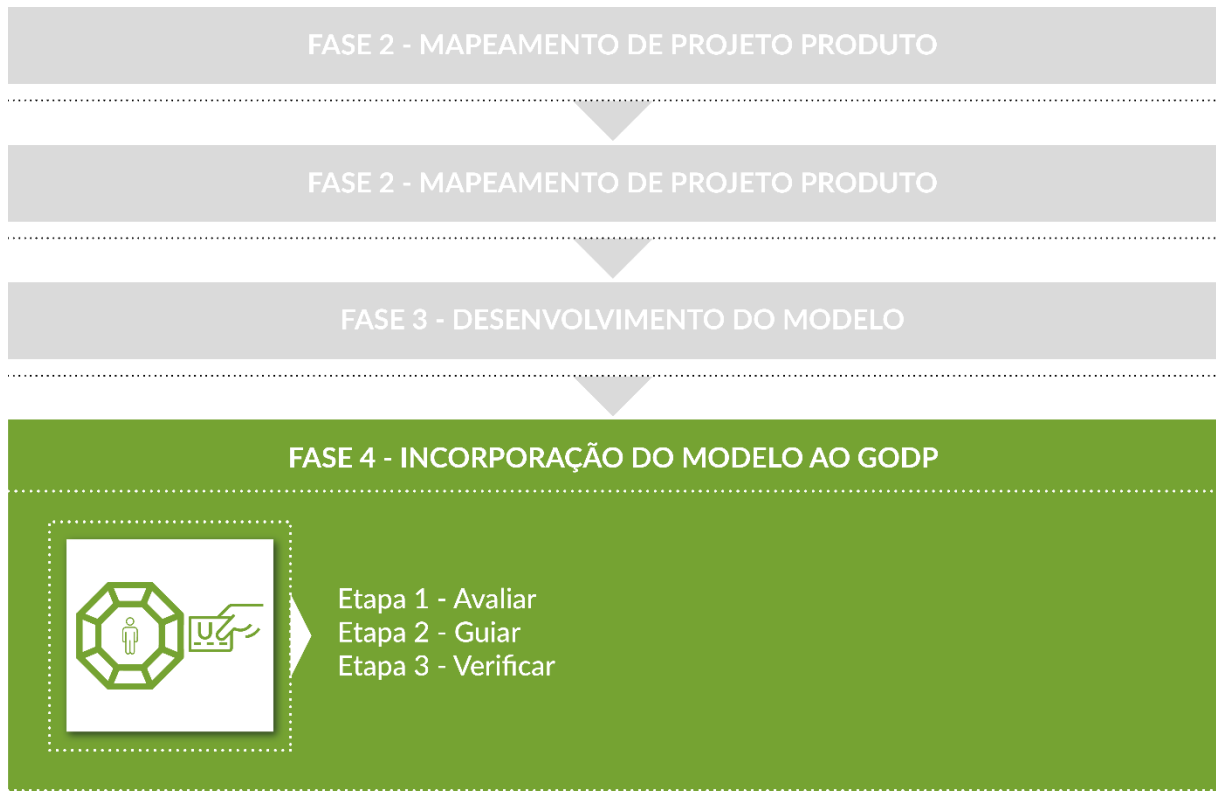 FASE 2 - MAPEAMENTO DE PROJETO PRODUTO
FASE 2 - MAPEAMENTO DE PROJETO PRODUTO
FASE 3 - DESENVOLVIMENTO DO MODELO
FASE 4 - INCORPORAÇÃO DO MODELO AO GODP
U
Etapa 1 - Avaliar
Etapa 2 - Guiar
Etapa 3 - Verificar